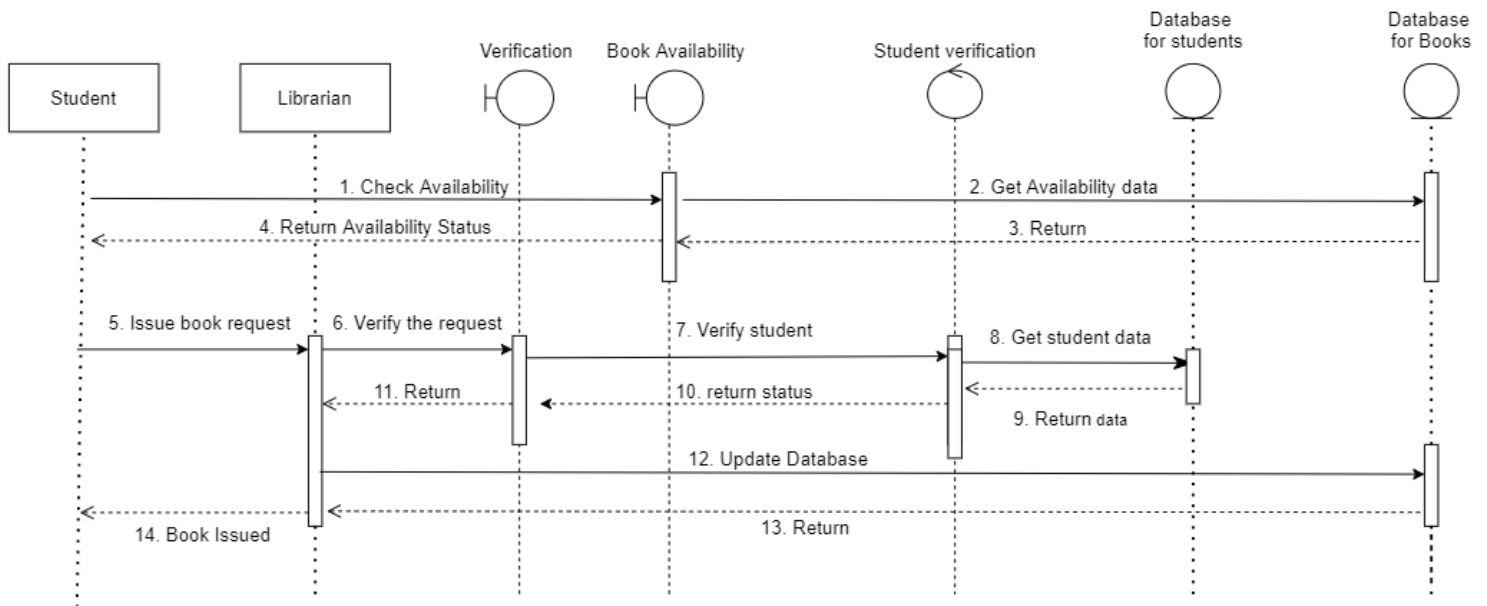 Database
for students
Database
for Books
Verification
Book Availability
Student verification
Student
Librarian
1. Check Availability
2. Get Availability data
4. Return Availability Status
3. Return
5. Issue book request
6. Verify the request
7. Verify student
8. Get student data
11. Return
10. return status
9. Return data
12. Update Database
14. Book Issued
13. Return